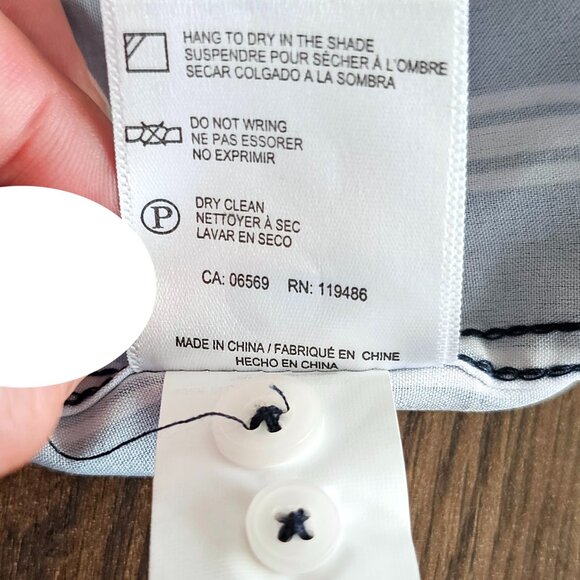 HANG TO DRY IN THE SHADE
SUSPENDRE POUR SÉCHER À L'OMBRE
SECAR COLGADO A LA SOMBRA
DO NOT WRING
NE PAS ESSORER
NO EXPRIMIR
P
DRY CLEAN
NETTOYER À SEC
LAVAR EN SECO
CA: 06569 RN: 119486
MADE IN CHINA / FABRIQUÉ EN CHINE
HECHO EN CHINA